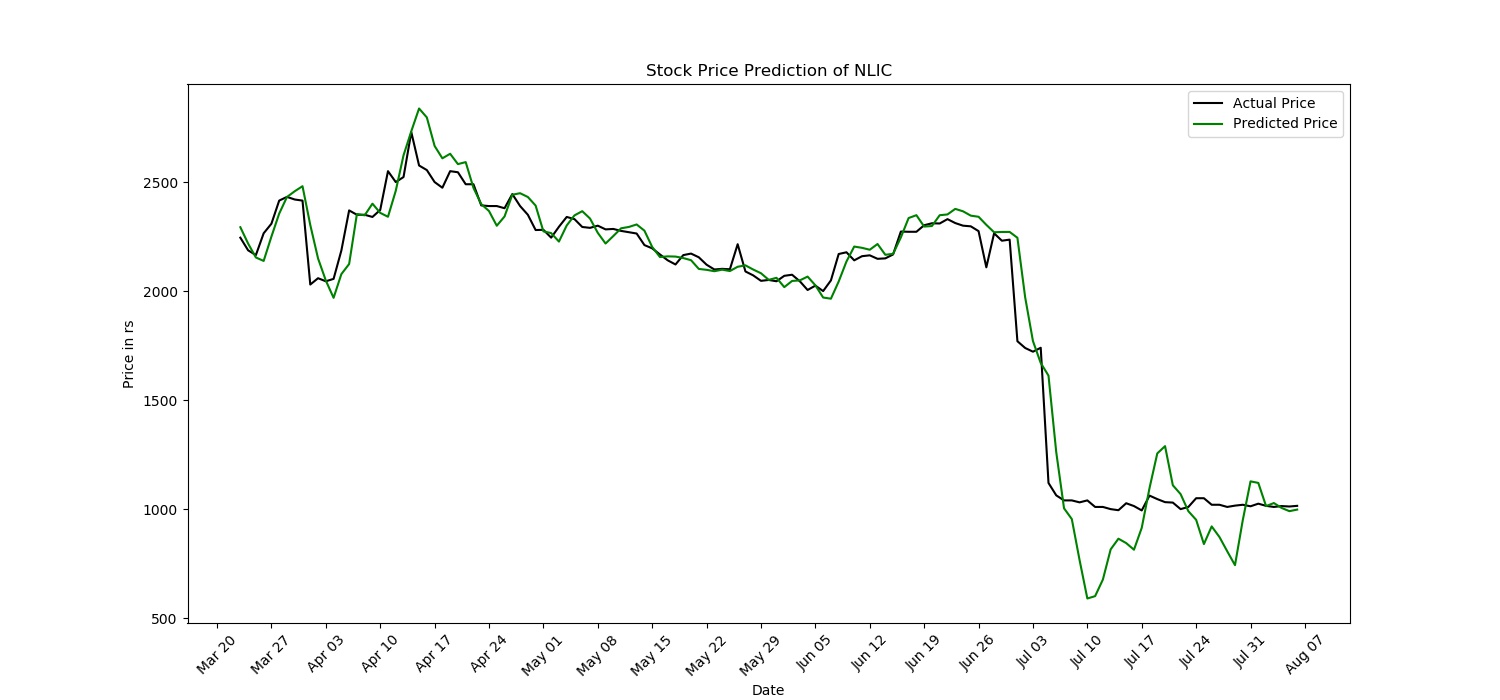 Stock Price Prediction of NLIC
Actual Price
Predicted Price
Price in rs
2500
2000
1500
1000
500
Mar 20
Mar 27
Apr 03
Apr 10
Apr 17
Apr 24
May 01
May 08
May 15
May 22
May 29
Jun 05
Jun 12
Jun 19
Jun 26
Jul 03
Jul 10
Jul 17
Jul 24
Jul 31
Aug 07
Date